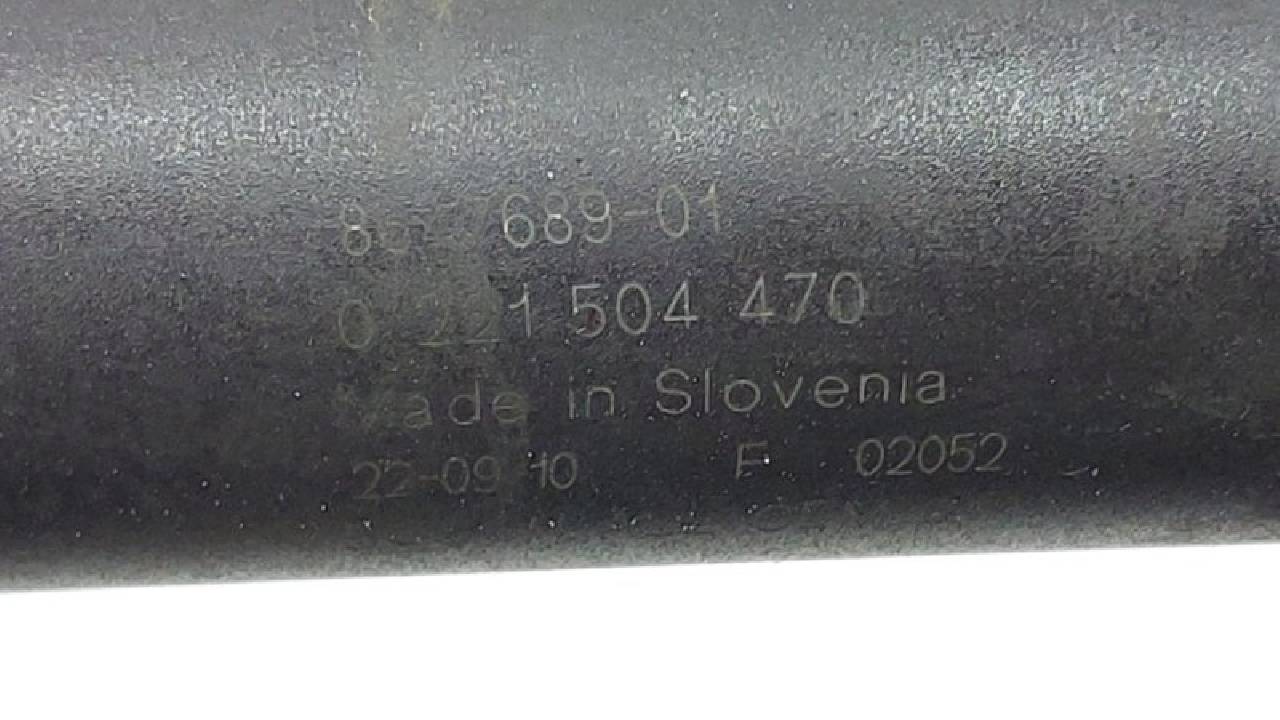 0 221 504 470
Made in Slovenia
22-09-10 F 02052